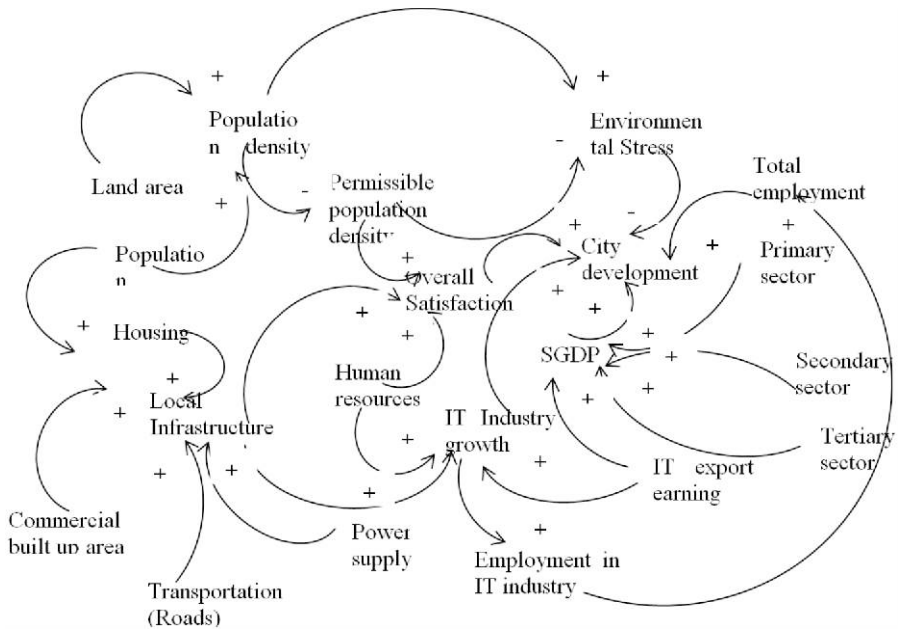 +
+
Populatio
n density
Environmen
tal Stress
-
Land area
+
-
Permissible
population
density
Total
employment
+
-
+
+
Primary
sector
City
development
Populatio
n
+
Overall
Satisfaction
+
+
+
+
Housing
+
+
+
SGDP
+
+
Human
resources
Secondary
sector
+
Local
Infrastructure
+
+
+
IT Industry
growth
Tertiary
sector
+
+
+
+
IT export
earning
+
Commercial
built up area
Power
supply
+
Employment in
IT industry
Transportation
(Roads)